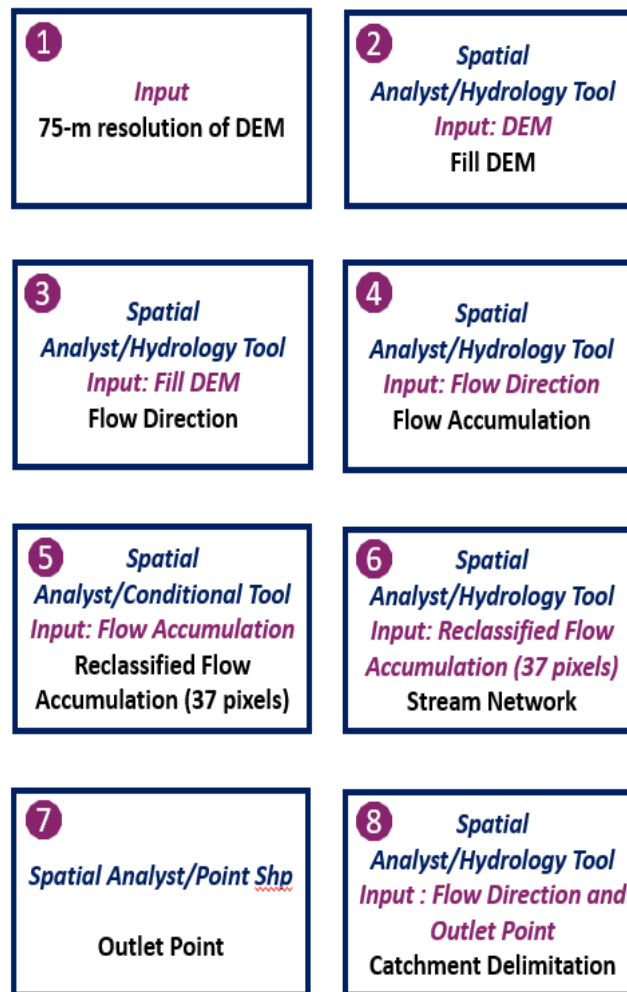 1
Input
75-m resolution of DEM
2
Spatial
Analyst/Hydrology Tool
Input: DEM
Fill DEM
3
Spatial
Analyst/Hydrology Tool
Input: Fill DEM
Flow Direction
4
Spatial
Analyst/Hydrology Tool
Input: Flow Direction
Flow Accumulation
5
Spatial
Analyst/Conditional Tool
Input: Flow Accumulation
Reclassified Flow
Accumulation (37 pixels)
6
Spatial
Analyst/Hydrology Tool
Input: Reclassified Flow
Accumulation (37 pixels)
Stream Network
7
Spatial Analyst/Point Shp
Outlet Point
8
Spatial
Analyst/Hydrology Tool
Input : Flow Direction and
Outlet Point
Catchment Delimitation